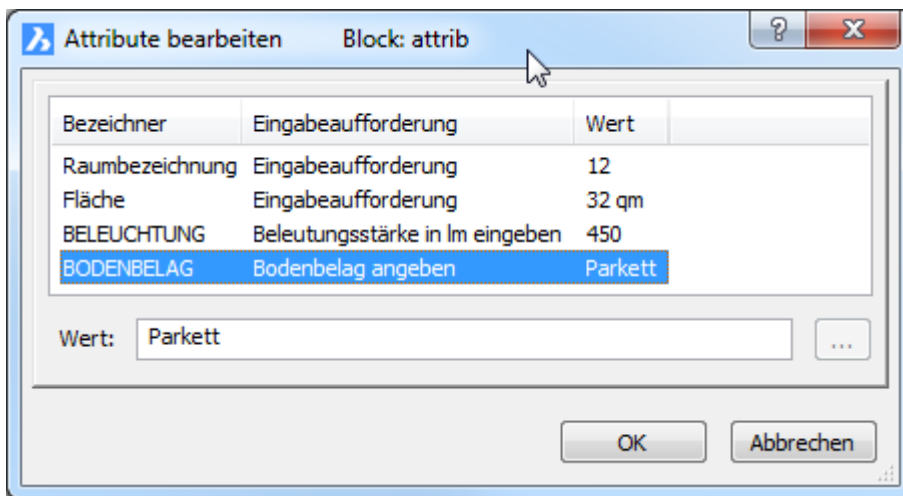 Attribute bearbeiten Block: attrib
Bezeichner Eingabeaufforderung Wert
Raumbezeichnung Eingabeaufforderung 12
Fläche Eingabeaufforderung 32 qm
BELEUCHTUNG Beleutungsstärke in lm eingeben 450
BODENBELAG Bodenbelag angeben Parkett
Wert: Parkett ...
OK Abbrechen